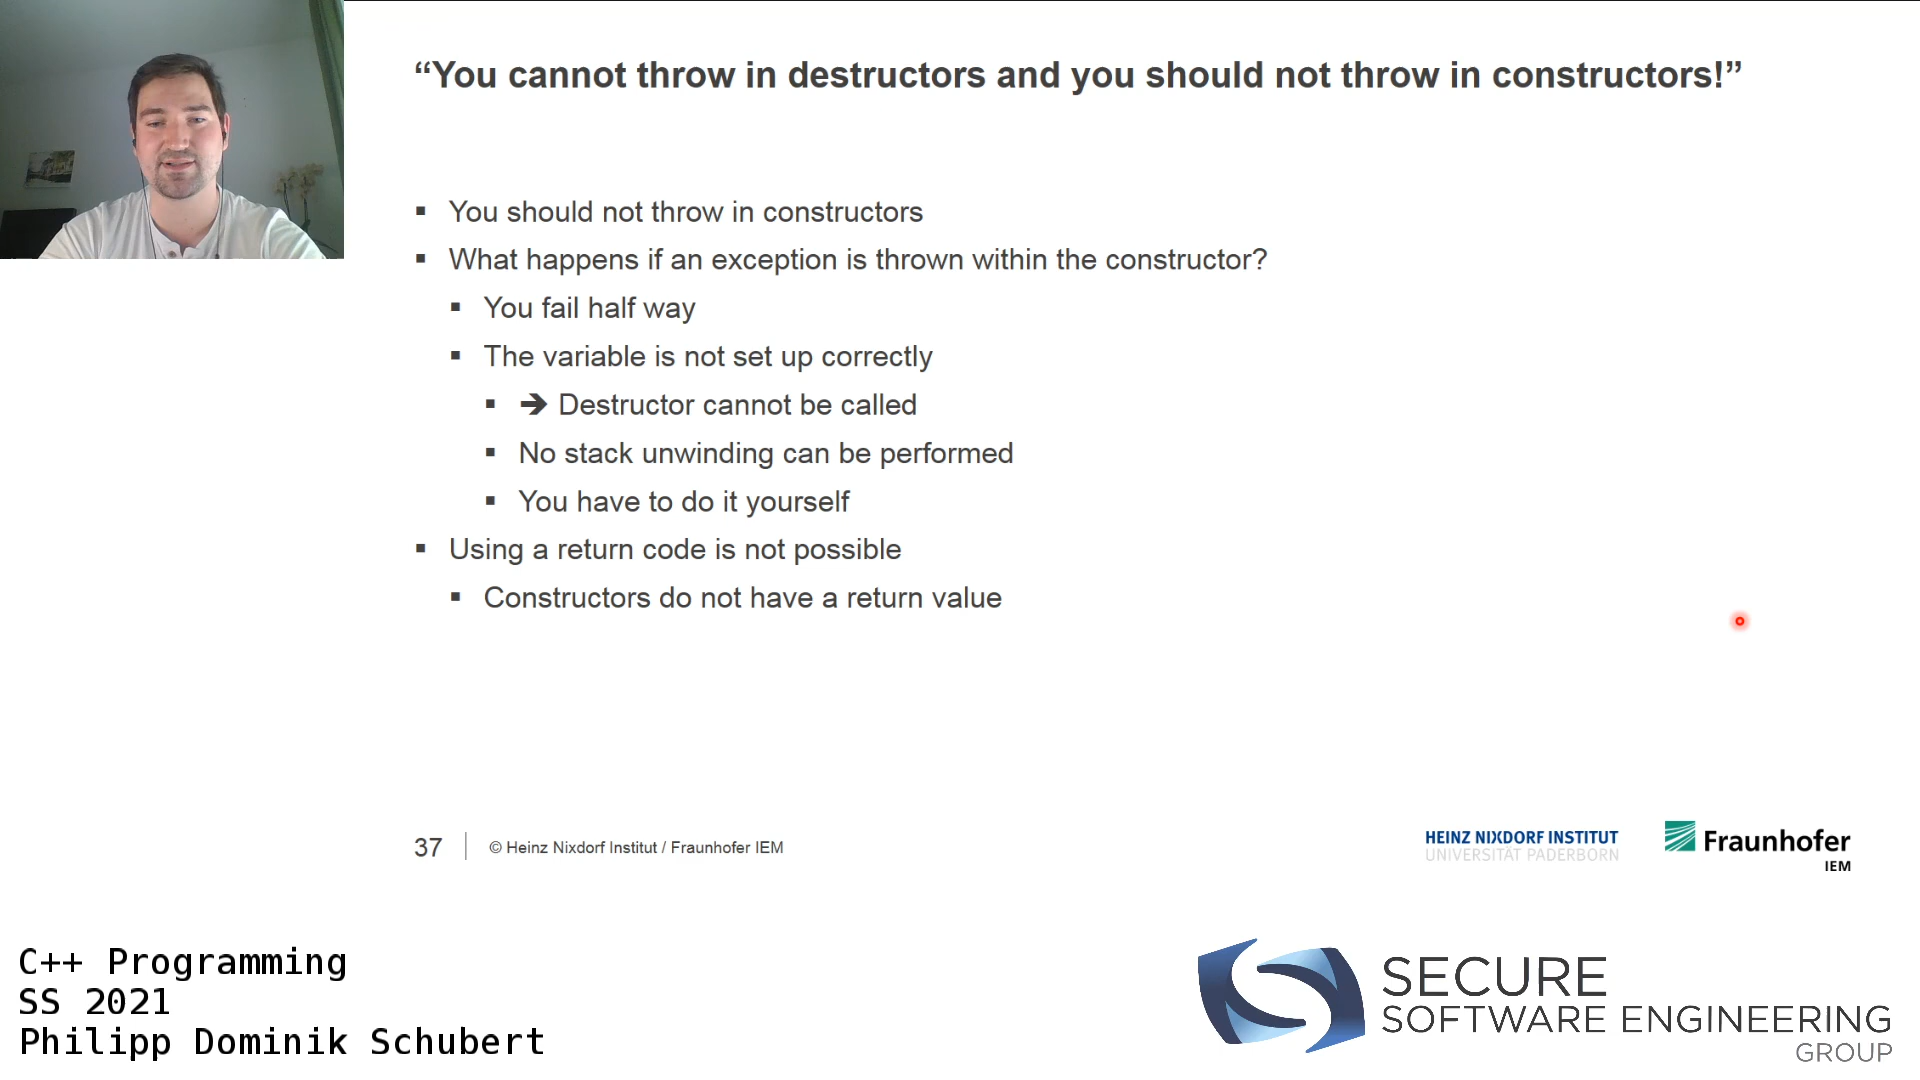 “You cannot throw in destructors and you should not throw in constructors!”
▪ You should not throw in constructors
▪ What happens if an exception is thrown within the constructor?
▪ You fail half way
▪ The variable is not set up correctly
▪ ➔ Destructor cannot be called
▪ No stack unwinding can be performed
▪ You have to do it yourself
▪ Using a return code is not possible
▪ Constructors do not have a return value
37
© Heinz Nixdorf Institut / Fraunhofer IEM
HEINZ NIXDORF INSTITUT
UNIVERSITÄT PADERBORN
Fraunhofer
IEM
C++ Programming
SS 2021
Philipp Dominik Schubert
SECURE
SOFTWARE ENGINEERING
GROUP